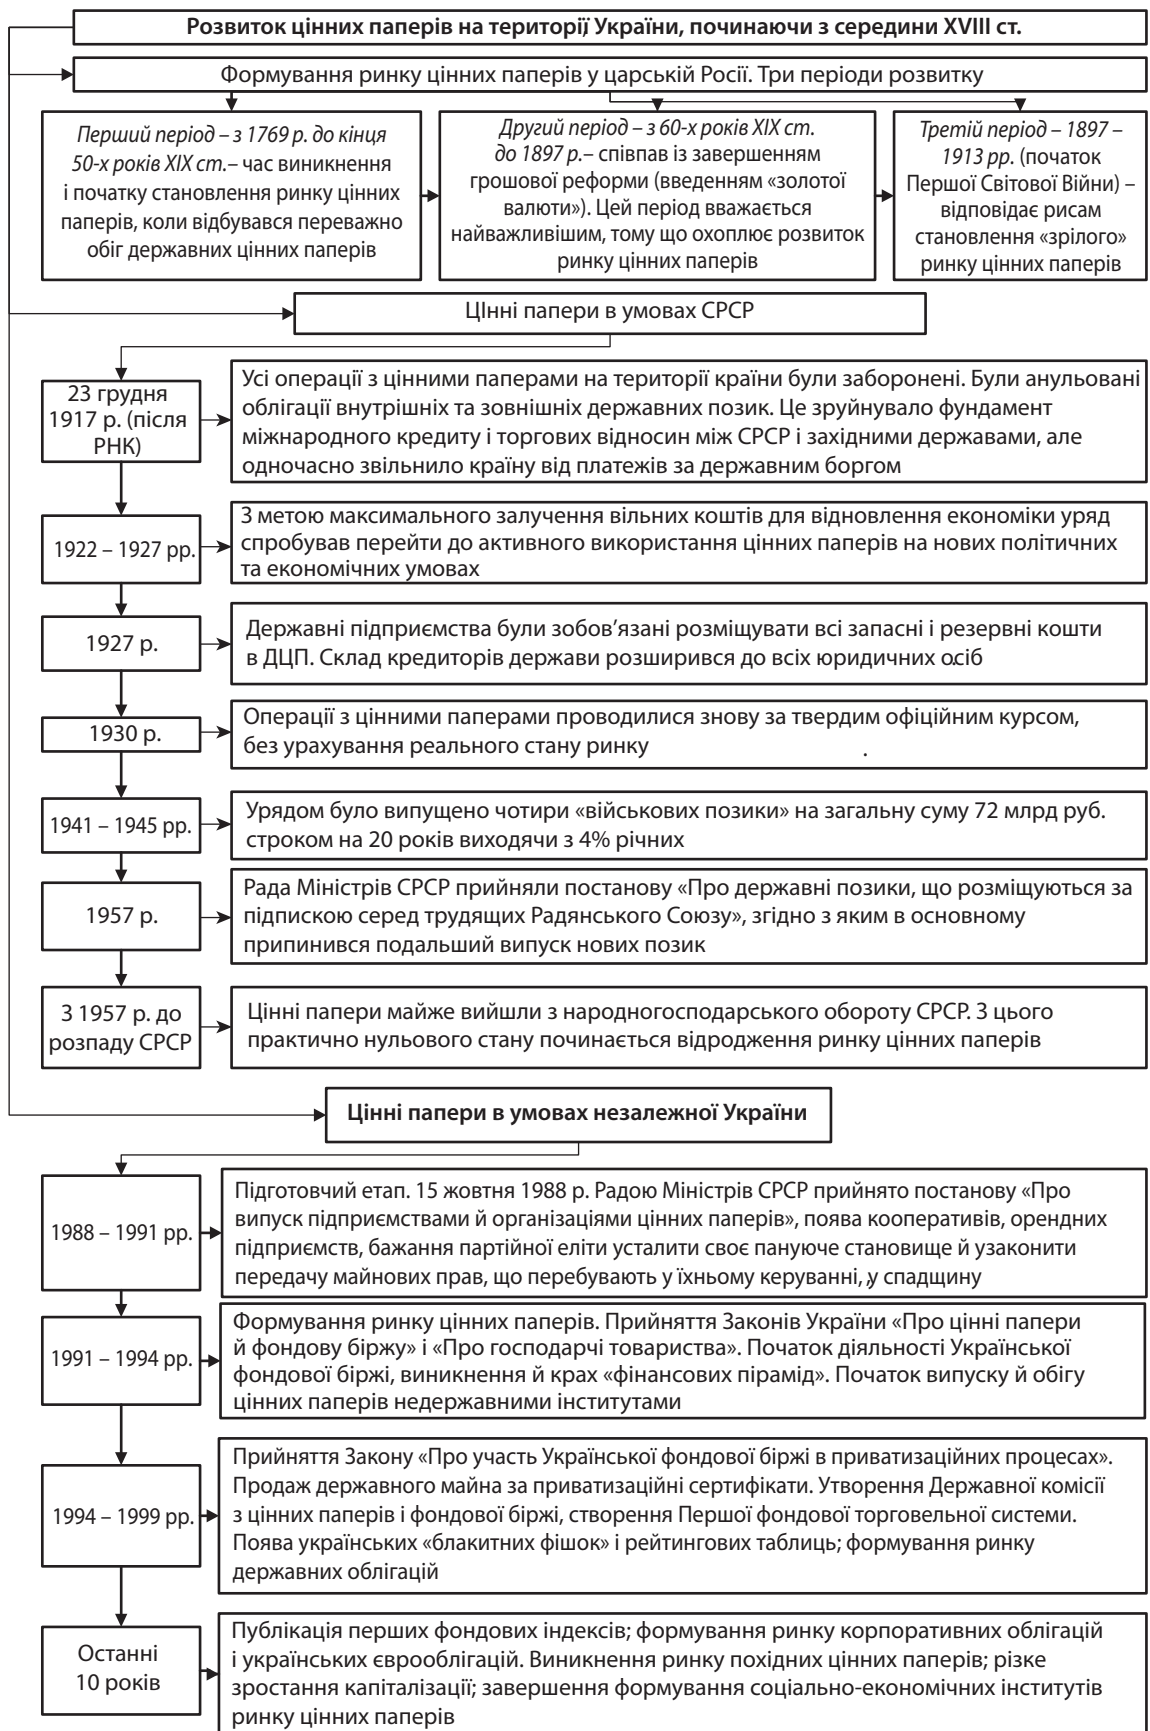 Розвиток цінних паперів на території України, починаючи з середини XVIII ст.
Формування ринку цінних паперів у царській Росії. Три періоди розвитку
Перший період – з 1769 р. до кінця
50-х років XIX ст.– час виникнення
і початку становлення ринку цінних
паперів, коли відбувався переважно
обіг державних цінних паперів
Другий період – з 60-х років XIX ст.
до 1897 р.– співпав із завершенням
грошової реформи (введенням «золотої
валюти»). Цей період вважається
найважливішим, тому що охоплює розвиток
ринку цінних паперів
Третій період – 1897 –
1913 рр. (початок
Першої Світової Війни) –
відповідає рисам
становлення «зрілого»
ринку цінних паперів
ЦІнні папери в умовах СРСР
23 грудня
1917 р. (після
РНК)
Усі операції з цінними паперами на території країни були заборонені. Були анульовані
облігації внутрішніх та зовнішніх державних позик. Це зруйнувало фундамент
міжнародного кредиту і торгових відносин між СРСР і західними державами, але
одночасно звільнило країну від платежів за державним боргом
1922 – 1927 рр.
З метою максимального залучення вільних коштів для відновлення економіки уряд
спробував перейти до активного використання цінних паперів на нових політичних
та економічних умовах
1927 р.
Державні підприємства були зобов’язані розміщувати всі запасні і резервні кошти
в ДЦП. Склад кредиторів держави розширився до всіх юридичних осіб
1930 р.
Операції з цінними паперами проводилися знову за твердим офіційним курсом,
без урахування реального стану ринку .
1941 – 1945 рр.
Урядом було випущено чотири «військових позики» на загальну суму 72 млрд руб.
строком на 20 років виходячи з 4% річних
1957 р.
Рада Міністрів СРСР прийняли постанову «Про державні позики, що розміщуються за
підпискою серед трудящих Радянського Союзу», згідно з яким в основному
припинився подальший випуск нових позик
З 1957 р. до
розпаду СРСР
Цінні папери майже вийшли з народногосподарського обороту СРСР. З цього
практично нульового стану починається відродження ринку цінних паперів
Цінні папери в умовах незалежної України
1988 – 1991 рр.
Підготовчий етап. 15 жовтня 1988 р. Радою Міністрів СРСР прийнято постанову «Про
випуск підприємствами й організаціями цінних паперів», поява кооперативів, орендних
підприємств, бажання партійної еліти усталити своє пануюче становище й узаконити
передачу майнових прав, що перебувають у їхньому керуванні, у спадщину
1991 – 1994 рр.
Формування ринку цінних паперів. Прийняття Законів України «Про цінні папери
й фондову біржу» і «Про господарчі товариства». Початок діяльності Української
фондової біржі, виникнення й крах «фінансових пірамід». Початок випуску й обігу
цінних паперів недержавними інститутами
1994 – 1999 рр.
Прийняття Закону «Про участь Української фондової біржі в приватизаційних процесах».
Продаж державного майна за приватизаційні сертифікати. Утворення Державної комісії
з цінних паперів і фондової біржі, створення Першої фондової торговельної системи.
Поява українських «блакитних фішок» і рейтингових таблиць; формування ринку
державних облігацій
Останні
10 років
Публікація перших фондових індексів; формування ринку корпоративних облігацій
і українських єврооблігацій. Виникнення ринку похідних цінних паперів; різке
зростання капіталізації; завершення формування соціально-економічних інститутів
ринку цінних паперів